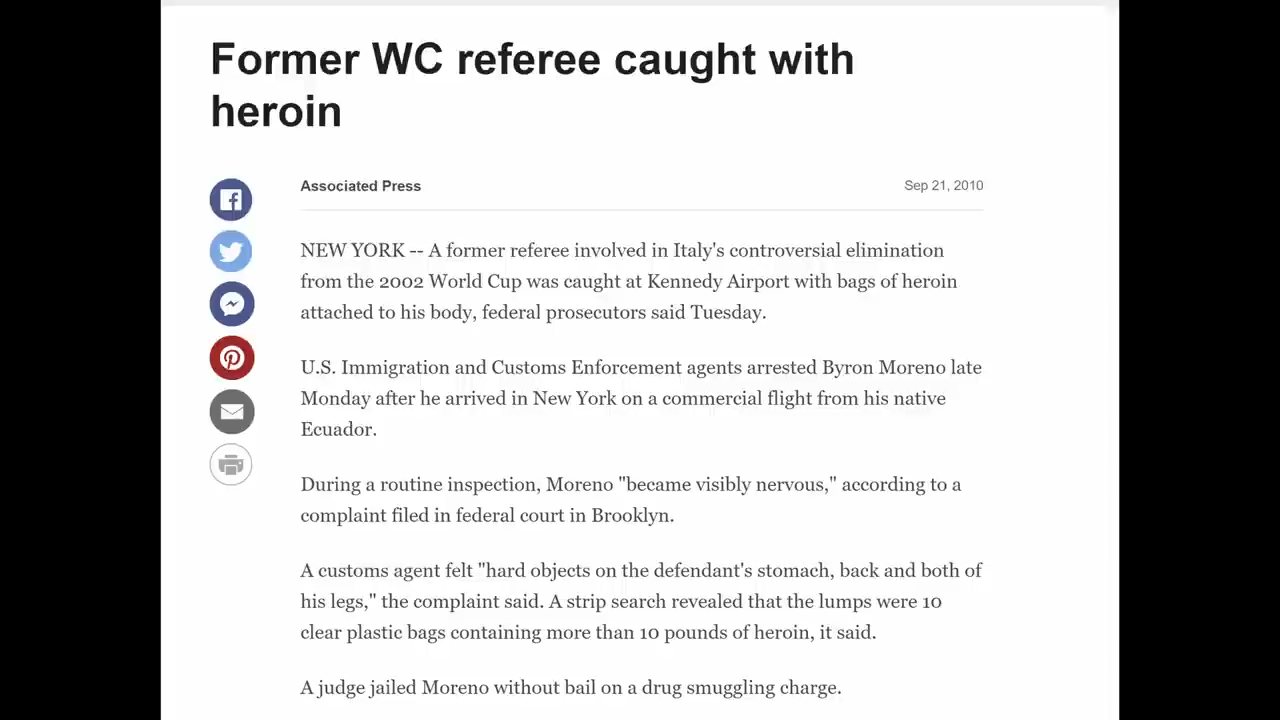 Former WC referee caught with
heroin
Associated Press
Sep 21, 2010
NEW YORK -- A former referee involved in Italy's controversial elimination
from the 2002 World Cup was caught at Kennedy Airport with bags of heroin
attached to his body, federal prosecutors said Tuesday.
U.S. Immigration and Customs Enforcement agents arrested Byron Moreno late
Monday after he arrived in New York on a commercial flight from his native
Ecuador.
During a routine inspection, Moreno "became visibly nervous," according to a
complaint filed in federal court in Brooklyn.
A customs agent felt "hard objects on the defendant's stomach, back and both of
his legs," the complaint said. A strip search revealed that the lumps were 10
clear plastic bags containing more than 10 pounds of heroin, it said.
A judge jailed Moreno without bail on a drug smuggling charge.